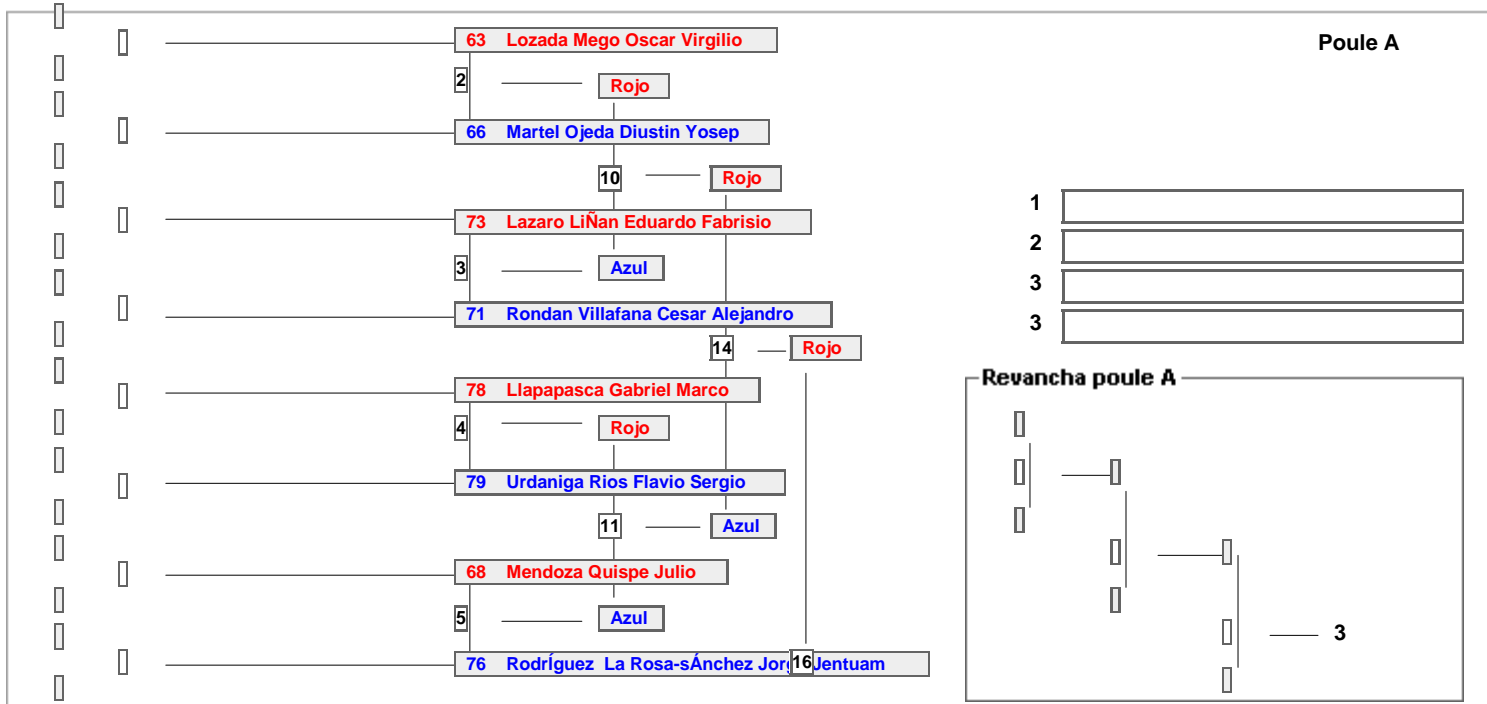 63 Lozada Mego Oscar Virgilio
Poule A
2 Rojo
66 Martel Ojeda Diustin Yosep
10 Rojo
73 Lazaro LiÑan Eduardo Fabrisio
3 Azul
71 Rondan Villafana Cesar Alejandro
14 Rojo
78 Llapapasca Gabriel Marco
4 Rojo
79 Urdaniga Rios Flavio Sergio
11 Azul
68 Mendoza Quispe Julio
5 Azul
76 RodrÍguez La Rosa-sÁnchez Jentuam
16
1
2
3
3
Revancha poule A
3